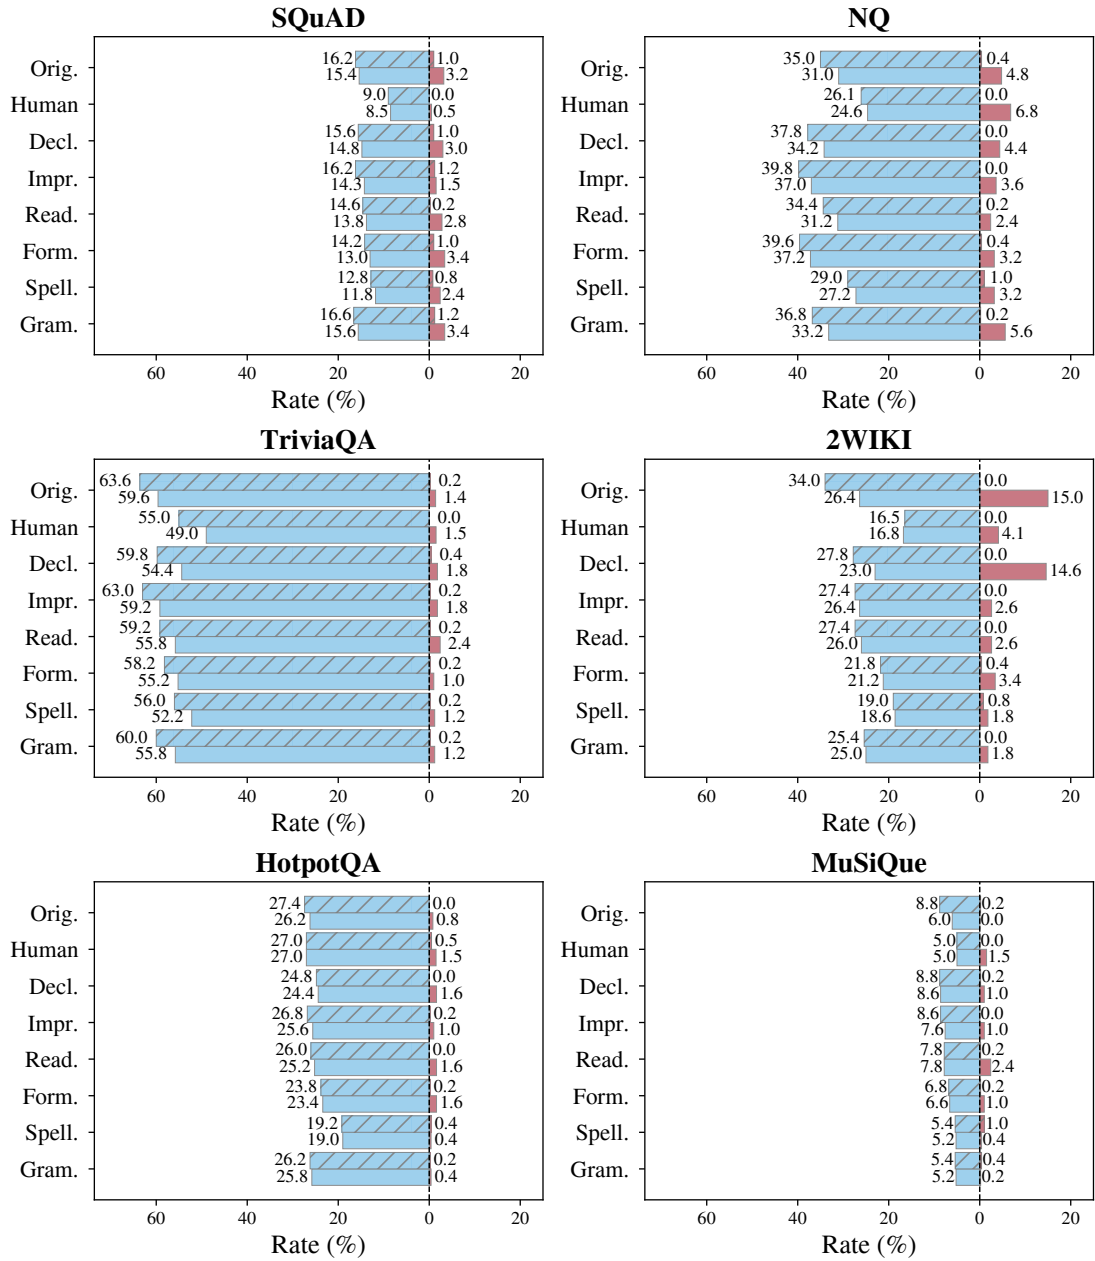 SQuAD
Orig.
16.2 1.0
15.4 3.2
Human
9.0 0.0
8.5 0.5
Decl.
15.6 1.0
14.8 3.0
Impr.
16.2 1.2
14.3 1.5
Read.
14.6 0.2
13.8 2.8
Form.
14.2 1.0
13.0 3.4
Spell.
12.8 0.8
11.8 2.4
Gram.
16.6 1.2
15.6 3.4
60 40 20 0 20
Rate (%)
NQ
Orig.
35.0 0.4
31.0 4.8
Human
26.1 0.0
24.6 6.8
Decl.
37.8 0.0
34.2 4.4
Impr.
39.8 0.0
37.0 3.6
Read.
34.4 0.2
31.2 2.4
Form.
39.6 0.4
37.2 3.2
Spell.
29.0 1.0
27.2 3.2
Gram.
36.8 0.2
33.2 5.6
60 40 20 0 20
Rate (%)
TriviaQA
Orig.
63.6 0.2
59.6 1.4
Human
55.0 0.0
49.0 1.5
Decl.
59.8 0.4
54.4 1.8
Impr.
63.0 0.2
59.2 1.8
Read.
59.2 0.2
55.8 2.4
Form.
58.2 0.2
55.2 1.0
Spell.
56.0 0.2
52.2 1.2
Gram.
60.0 0.2
55.8 1.2
60 40 20 0 20
Rate (%)
2WIKI
Orig.
34.0 0.0
26.4 15.0
Human
16.5 0.0
16.8 4.1
Decl.
27.8 0.0
23.0 14.6
Impr.
27.4 0.0
26.4 2.6
Read.
27.4 0.0
26.0 2.6
Form.
21.8 0.4
21.2 3.4
Spell.
19.0 0.8
18.6 1.8
Gram.
25.4 0.0
25.0 1.8
60 40 20 0 20
Rate (%)
HotpotQA
Orig.
27.4 0.0
26.2 0.8
Human
27.0 0.5
27.0 1.5
Decl.
24.8 0.0
24.4 1.6
Impr.
26.8 0.2
25.6 1.0
Read.
26.0 0.0
25.2 1.6
Form.
23.8 0.2
23.4 1.6
Spell.
19.2 0.4
19.0 0.4
Gram.
26.2 0.2
25.8 0.4
60 40 20 0 20
Rate (%)
MuSiQue
Orig.
8.8 0.2
6.0 0.0
Human
5.0 0.0
5.0 1.5
Decl.
8.8 0.2
8.6 1.0
Impr.
8.6 0.0
7.6 1.0
Read.
7.8 0.2
7.8 2.4
Form.
6.8 0.2
6.6 1.0
Spell.
5.4 1.0
5.2 0.4
Gram.
5.4 0.4
5.2 0.2
60 40 20 0 20
Rate (%)